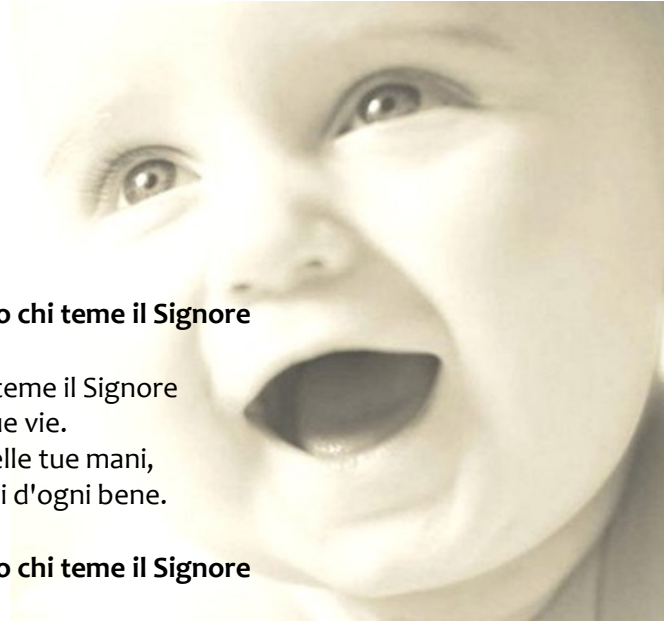 o chi teme il Signore
teme il Signore
ue vie.
elle tue mani,
i d'ogni bene.
o chi teme il Signore